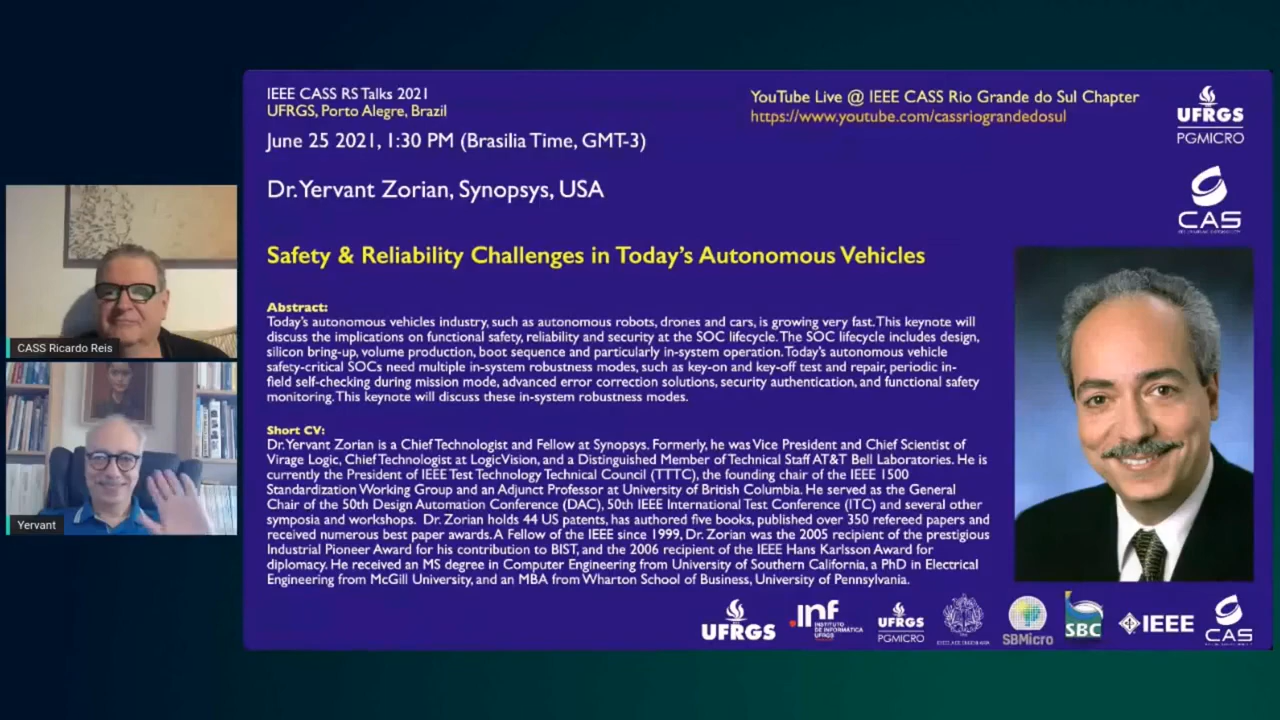 IEEE CASS RS Talks 2021
UFRGS, Porto Alegre, Brazil
June 25 2021, 1:30 PM (Brasilia Time, GMT-3)
Dr. Yervant Zorian, Synopsys, USA
YouTube Live @ IEEE CASS Rio Grande do Sul Chapter
https://www.youtube.com/cassriograndedosul
UFRGS
PGMICRO
CAS
Safety & Reliability Challenges in Today's Autonomous Vehicles
Abstract:
Today's autonomous vehicles industry, such as autonomous robots, drones and cars, is growing very fast. This keynote will
discuss the implications on functional safety, reliability and security at the SOC lifecycle. The SOC lifecycle includes design,
silicon bring-up, volume production, boot sequence and particularly in-system operation. Today's autonomous vehicle
safety-critical SOCs need multiple in-system robustness modes, such as key-on and key-off test and repair, periodic in-
field self-checking during mission mode, advanced error correction solutions, security authentication, and functional safety
monitoring. This keynote will discuss these in-system robustness modes.
Short CV:
Dr. Yervant Zorian is a Chief Technologist and Fellow at Synopsys. Formerly, he was Vice President and Chief Scientist of
Virage Logic, Chief Technologist at LogicVision, and a Distinguished Member of Technical Staff AT&T Bell Laboratories. He is
currently the President of IEEE Test Technology Technical Council (TTTC), the founding chair of the IEEE 1500
Standardization Working Group and an Adjunct Professor at University of British Columbia. He served as the General
Chair of the 50th Design Automation Conference (DAC), 50th IEEE International Test Conference (ITC) and several other
symposia and workshops. Dr. Zorian holds 44 US patents, has authored five books, published over 350 refereed papers and
received numerous best paper awards. A Fellow of the IEEE since 1999, Dr. Zorian was the 2005 recipient of the prestigious
Industrial Pioneer Award for his contribution to BIST, and the 2006 recipient of the IEEE Hans Karlsson Award for
diplomacy. He received an MS degree in Computer Engineering from University of Southern California, a PhD in Electrical
Engineering from McGill University, and an MBA from Wharton School of Business, University of Pennsylvania.
CASS Ricardo Reis
Yervant
UFRGS
.inf
INSTITUTO
DE INFORMÁTICA
UFRGS
UFRGS
PGMICRO
SBMicro
SBC
IEEE
CAS